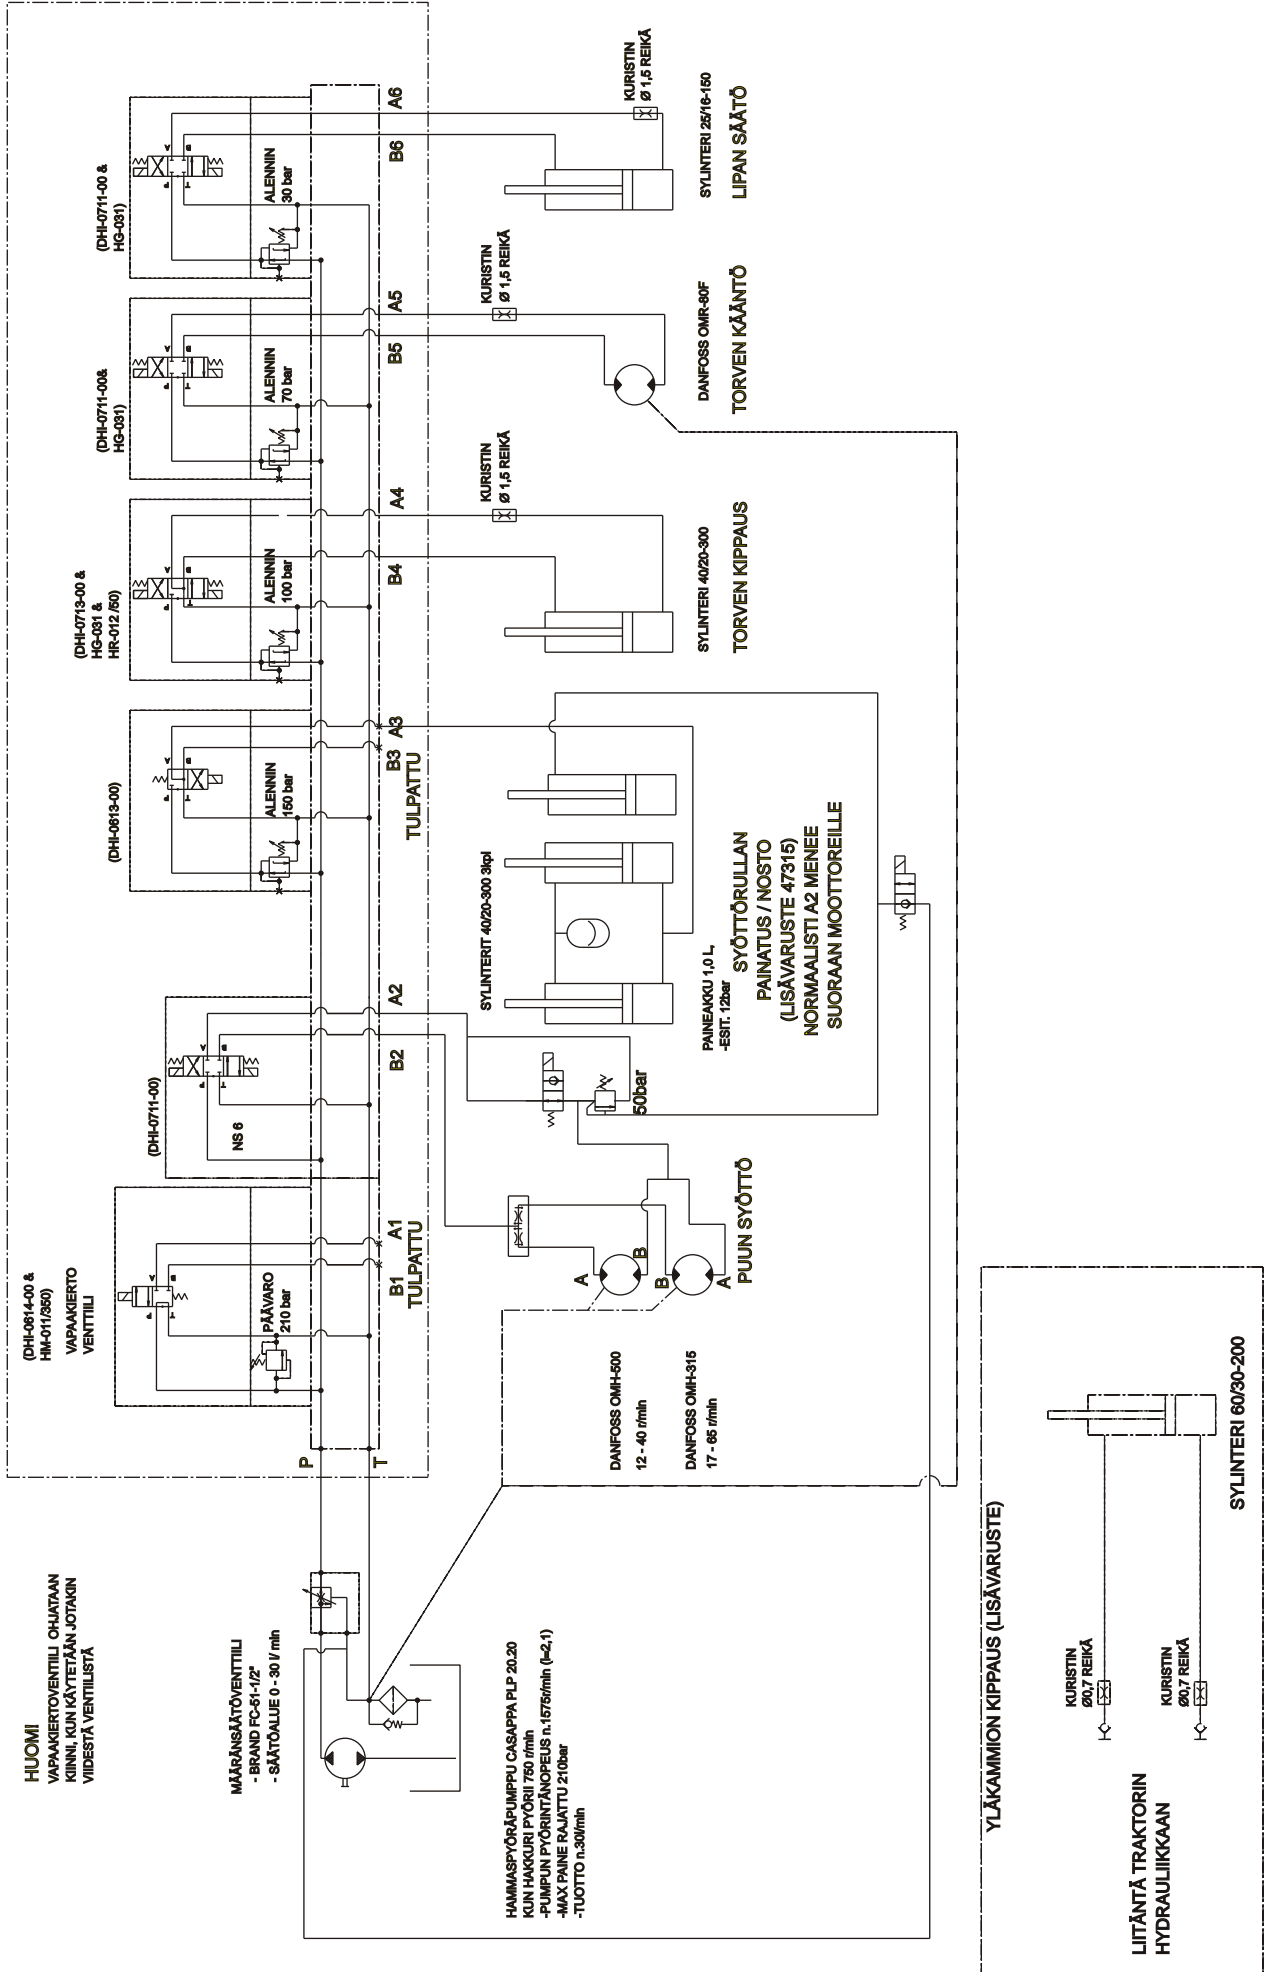 HUOMI
VAPAAKIERTOVENTIILI OHJATAAN
KIINNI, KUN KÄYTETÄÄN JOTAKIN
VIIDESTÄ VENTIILISTÄ
MÄÄRÄNSÄÄTÖVENTTIILI
- BRAND FC-51-1/2"
- SÄÄTÖALUE 0 - 30 l/ min
HAMMASPYÖRÄPUMPPU CASAPPA PLP 20.20
KUN HAKKURI PYÖRII 750 r/min
-PUMPUN PYÖRINTÄNOPEUS n.1575r/min (i=2,1)
-MAX PAINE RAJATTU 210bar
-TUOTTO n.30l/min
P
T
(DHI-0614-00 &
HM-011/350)
VAPAAKIERTO
VENTTIILI
PÄÄVARO
210 bar
A
B
P
T
B1
A1
TULPATTU
(DHI-0711-00)
NS 6
A
B
P
T
B2
A2
(DHI-0613-00)
ALENNIN
150 bar
A
B
P
T
B3
A3
TULPATTU
(DHI-0713-00 &
HG-031 &
HR-012 /50)
ALENNIN
100 bar
A
B
P
T
B4
A4
(DHI-0711-00&
HG-031)
ALENNIN
70 bar
A
B
P
T
B5
A5
(DHI-0711-00 &
HG-031)
ALENNIN
30 bar
A
B
P
T
B6
A6
DANFOSS OMH-500
12 - 40 r/min
DANFOSS OMH-315
17 - 65 r/min
A
B
B
A
PUUN SYÖTTÖ
50bar
SYLINTERIT 40/20-300 3kpl
PAINEAKKU 1,0 L,
-ESIT. 12bar
SYÖTTÖRULLAN
PAINATUS / NOSTO
(LISÄVARUSTE 47315)
NORMAALISTI A2 MENEE
SUORAAN MOOTTOREILLE
KURISTIN
Ø 1,5 REIKÄ
SYLINTERI 40/20-300
TORVEN KIPPAUS
KURISTIN
Ø 1,5 REIKÄ
DANFOSS OMR-80F
TORVEN KÄÄNTÖ
KURISTIN
Ø 1,5 REIKÄ
SYLINTERI 25/16-150
LIPAN SÄÄTÖ
YLÄKAMMION KIPPAUS (LISÄVARUSTE)
KURISTIN
Ø0,7 REIKÄ
KURISTIN
Ø0,7 REIKÄ
LIITÄNTÄ TRAKTORIN
HYDRAULIIKKAAN
SYLINTERI 60/30-200